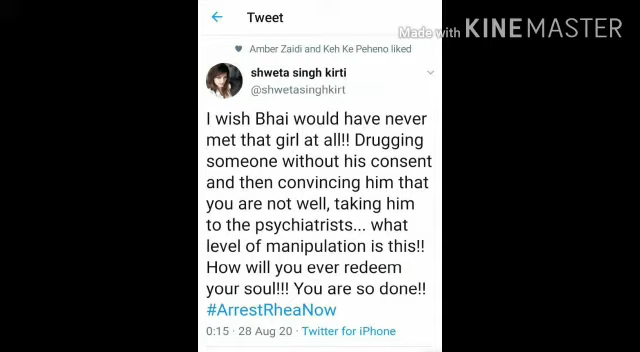 Tweet
Made with KINEMASTER
Amber Zaidi and Keh Ke Peheno liked
shweta singh kirti
@shwetasinghkirt
I wish Bhai would have never
met that girl at all!! Drugging
someone without his consent
and then convincing him that
you are not well, taking him
to the psychiatrists... what
level of manipulation is this!!
How will you ever redeem
your soul!!! You are so done!!
#ArrestRheaNow
0:15 · 28 Aug 20 · Twitter for iPhone